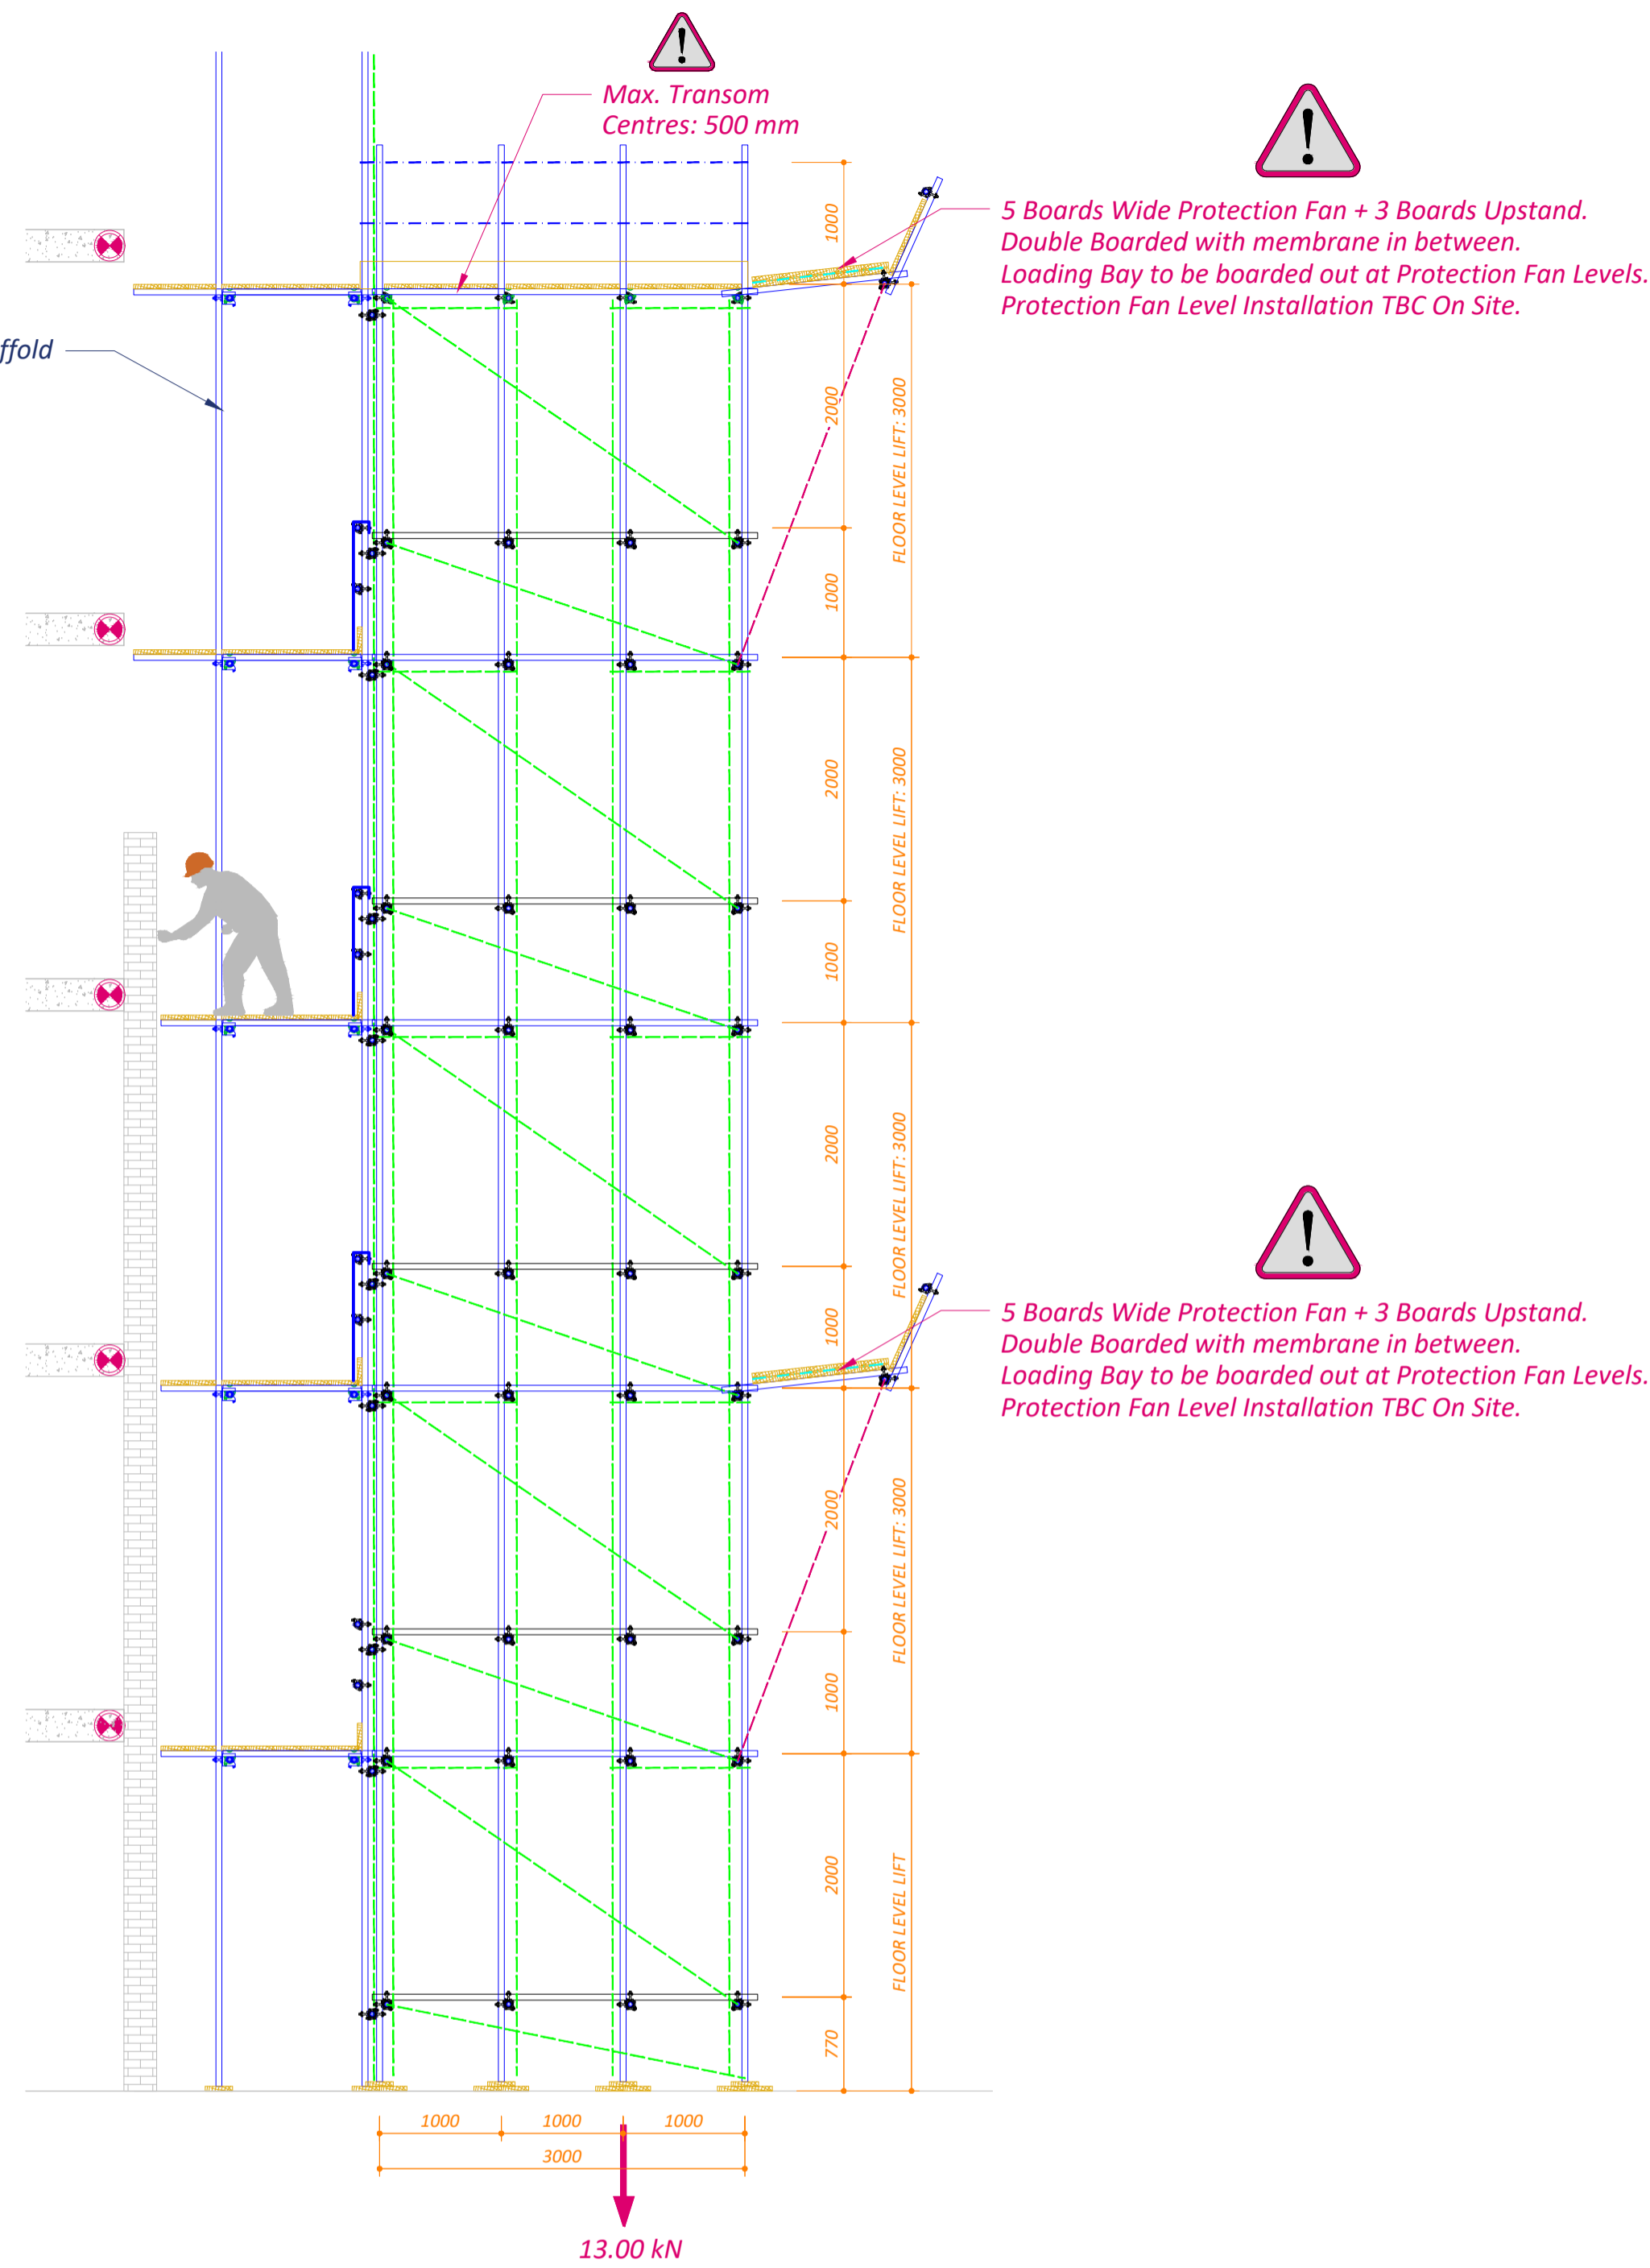 Max. Transom
Centres: 500 mm
5 Boards Wide Protection Fan + 3 Boards Upstand.
Double Boarded with membrane in between.
Loading Bay to be boarded out at Protection Fan Levels.
Protection Fan Level Installation TBC On Site.
ffold
1000
2000
FLOOR LEVEL LIFT: 3000
1000
2000
FLOOR LEVEL LIFT: 3000
1000
2000
FLOOR LEVEL LIFT: 3000
1000
5 Boards Wide Protection Fan + 3 Boards Upstand.
Double Boarded with membrane in between.
Loading Bay to be boarded out at Protection Fan Levels.
Protection Fan Level Installation TBC On Site.
2000
FLOOR LEVEL LIFT: 3000
1000
2000
FLOOR LEVEL LIFT
770
1000 1000 1000
3000
13.00 kN